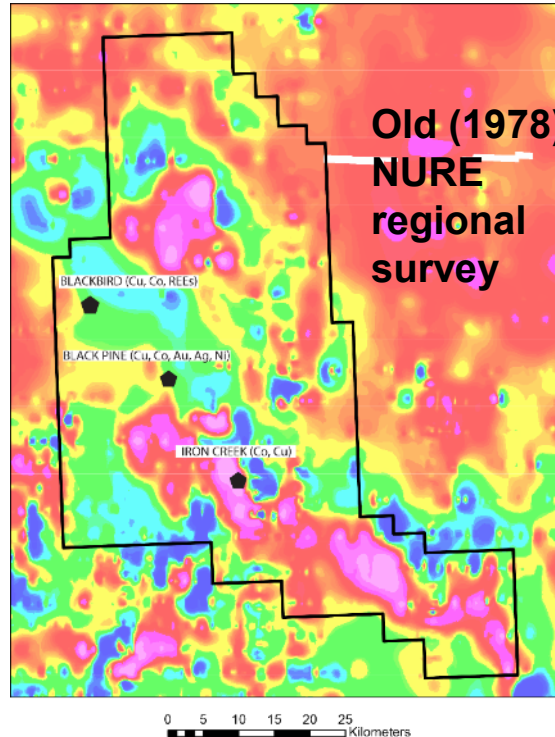 Old (1978)
NURE
regional
survey
BLACKBIRD (Cu, Co, REEs)
BLACK PINE (Cu, Co, Au, Ag, Ni)
IRON CREEK (Co, Cu)
0 5 10 15 20 25
Kilometers